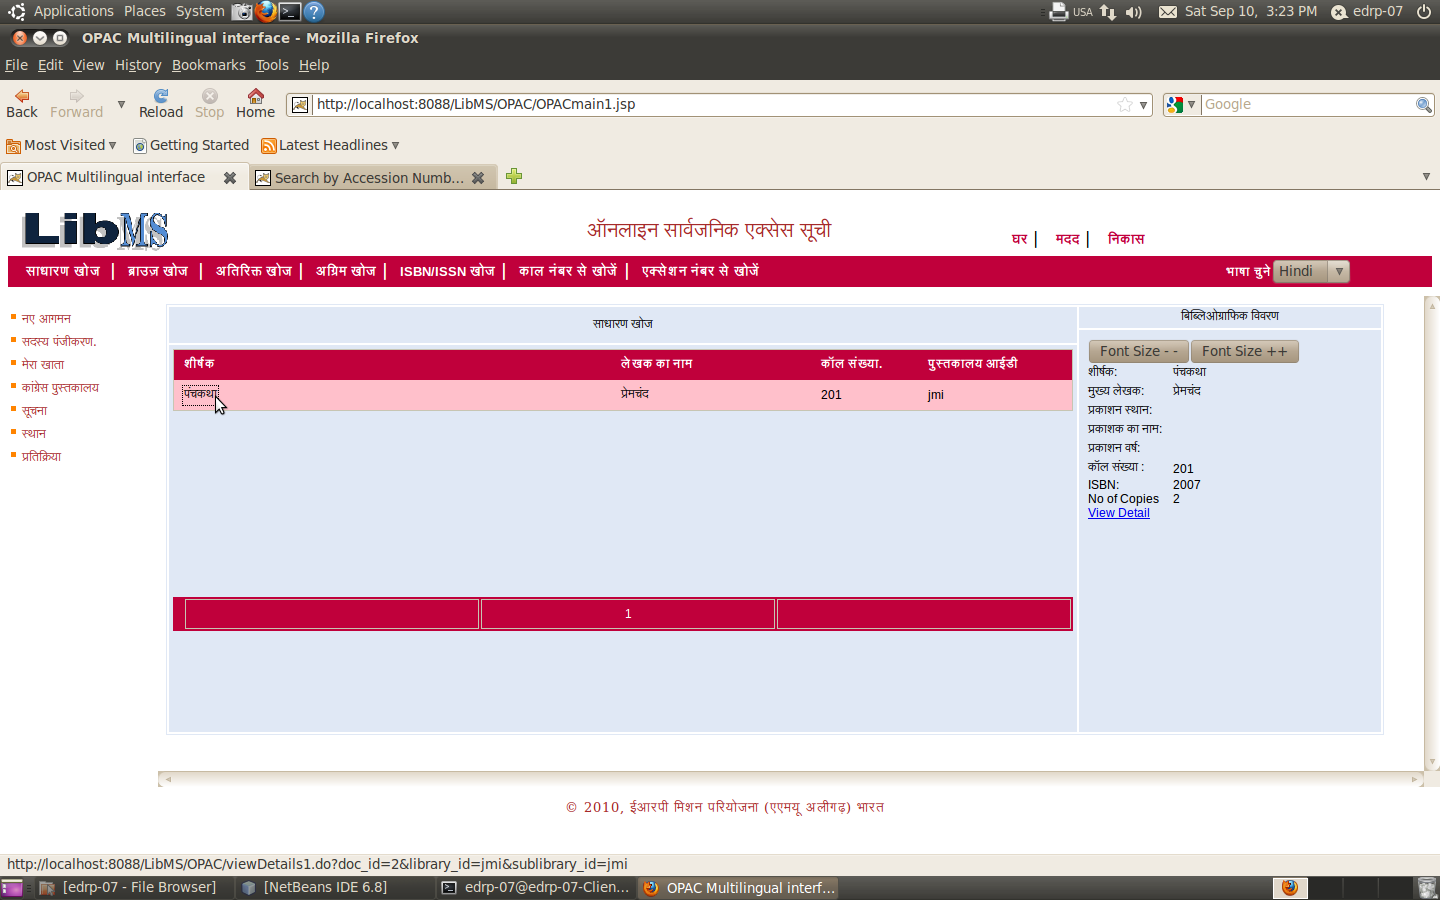 Applications Places System USA Sat Sep 10, 3:23 PM edrp-07
OPAC Multilingual interface - Mozilla Firefox
File Edit View History Bookmarks Tools Help
Back Forward Reload Stop Home http://localhost:8088/LibMS/OPAC/OPACmain1.jsp Google
Most Visited Getting Started Latest Headlines
OPAC Multilingual interface Search by Accession Numb...
LibMS ऑनलाइन सार्वजनिक एक्सेस सूची
घर | मदद | निकास
साधारण खोज | ब्राउज़ खोज | अतिरिक्त खोज | अग्रिम खोज | ISBN/ISSN खोज | काल नंबर से खोजें | एक्सेशन नंबर से खोजें भाषा चुने Hindi
नए आगमन
सदस्य पंजीकरण.
मेरा खाता
कांग्रेस पुस्तकालय
सूचना
स्थान
प्रतिक्रिया
साधारण खोज
शीर्षक लेखक का नाम कॉल संख्या. पुस्तकालय आईडी
पंचकथा प्रेमचंद 201 jmi
1
बिब्लिओग्राफिक विवरण
Font Size - - Font Size ++
शीर्षक: पंचकथा
मुख्य लेखक: प्रेमचंद
प्रकाशन स्थान:
प्रकाशक का नाम:
प्रकाशन वर्ष:
कॉल संख्या : 201
ISBN: 2007
No of Copies 2
View Detail
© 2010, ईआरपी मिशन परियोजना (एएमयू अलीगढ़) भारत
http://localhost:8088/LibMS/OPAC/viewDetails1.do?doc_id=2&library_id=jmi&sublibrary_id=jmi
[edrp-07 - File Browser] [NetBeans IDE 6.8] edrp-07@edrp-07-Clien... OPAC Multilingual interf...